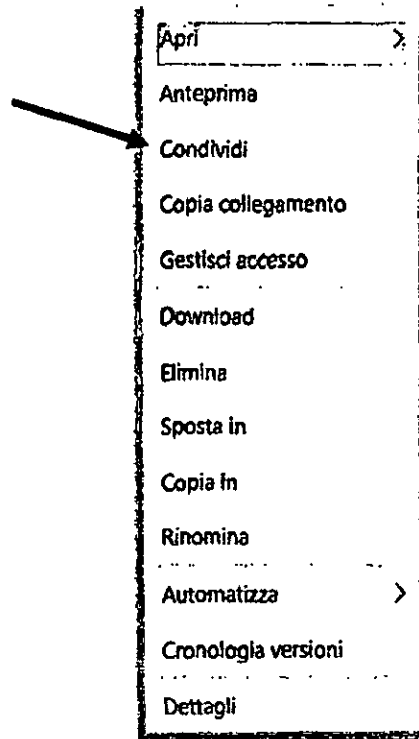 Apri
Anteprima
Condividi
Copia collegamento
Gestisci accesso
Download
Elimina
Sposta in
Copia in
Rinomina
Automatizza
Cronologia versioni
Dettagli